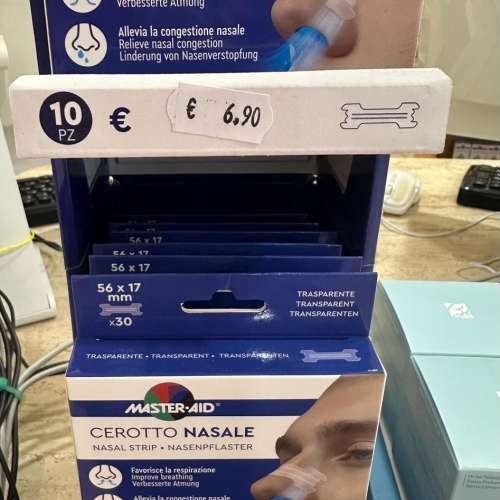 Verbesserte Atmung
Allevia la congestione nasale
Relieve nasal congestion
Linderung von Nasenverstopfung
10
PZ
€
€ 6,90
56 x 17
56 x 17
56 x 17
56 x 17
56 x 17
mm
x30
TRASPARENTE
TRANSPARENT
TRANSPARENTEN
TRASPARENTE • TRANSPARENT • TRANSPARENTEN
MASTER•AID®
CEROTTO NASALE
NASAL STRIP • NASENPFLASTER
Favorisce la respirazione
Improve breathing
Verbesserte Atmung
Allevia la congestione nasale